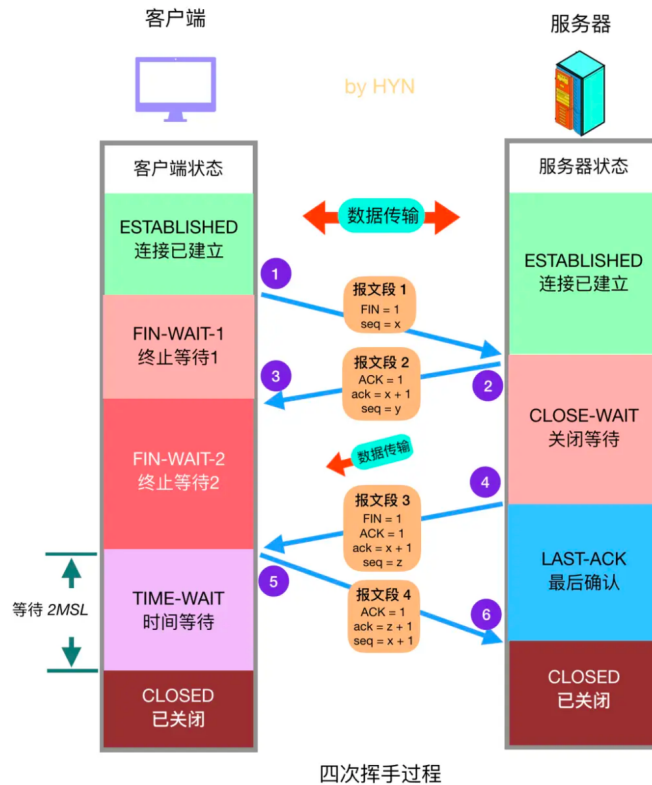 客户端
服务器
by HYN
客户端状态
服务器状态
ESTABLISHED
连接已建立
数据传输
ESTABLISHED
连接已建立
1
报文段 1
FIN = 1
seq = x
FIN-WAIT-1
终止等待1
3
报文段 2
ACK = 1
ack = x + 1
seq = y
2
CLOSE-WAIT
关闭等待
FIN-WAIT-2
终止等待2
数据传输
4
报文段 3
FIN = 1
ACK = 1
ack = x + 1
seq = z
LAST-ACK
最后确认
等待 2MSL
TIME-WAIT
时间等待
5
报文段 4
ACK = 1
ack = z + 1
seq = x + 1
6
CLOSED
已关闭
CLOSED
已关闭
四次挥手过程